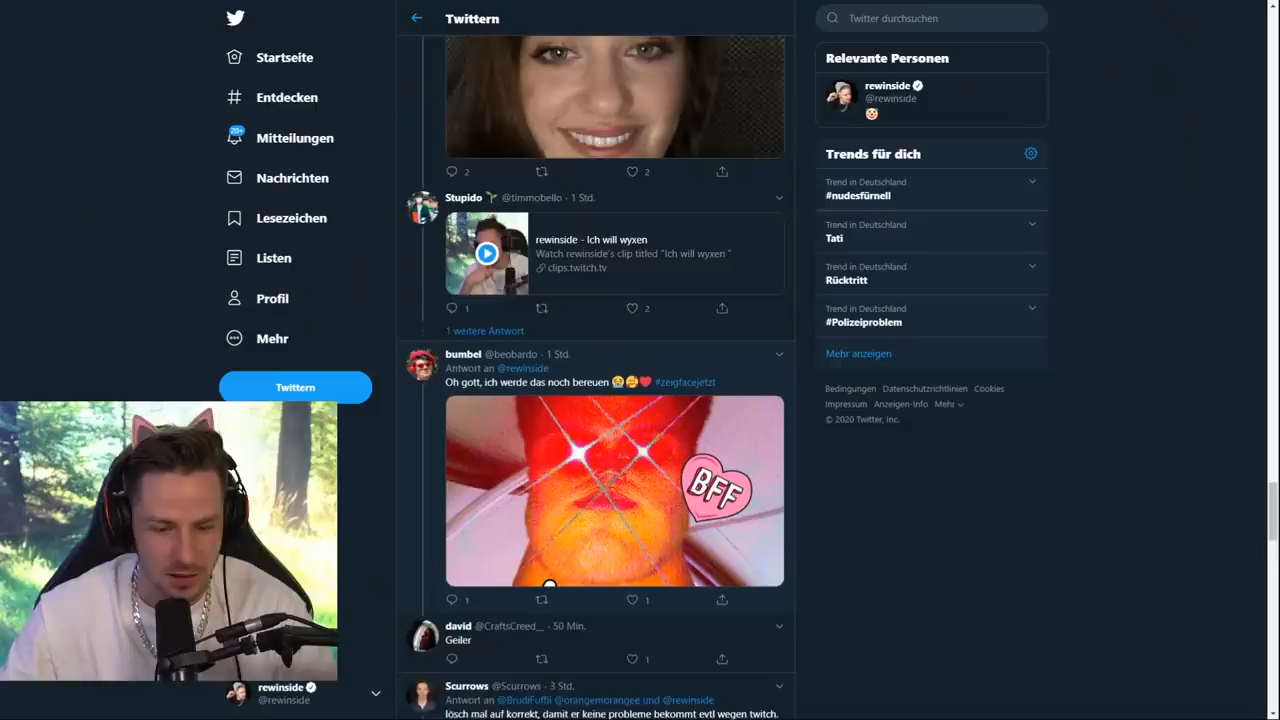 Startseite
Entdecken
20+
Mitteilungen
Nachrichten
Lesezeichen
Listen
Profil
Mehr
Twittern
rewinside
@rewinside
Twittern
2
2
Stupido @timmobello · 1 Std.
rewinside - Ich will wyxen
Watch rewinside's clip titled "Ich will wyxen "
clips.twitch.tv
1
2
1 weitere Antwort
bumbel @beobardo · 1 Std.
Antwort an @rewinside
Oh gott, ich werde das noch bereuen #zeigfacejetzt
BFF
1
1
david @CraftsCreed__ · 50 Min.
Geiler
1
Scurrows @Scurrows · 3 Std.
Antwort an @BrudiFuffii @orangemorangee und @rewinside
lösch mal auf korrekt, damit er keine probleme bekommt evtl wegen twitch.
Twitter durchsuchen
Relevante Personen
rewinside
@rewinside
Trends für dich
Trend in Deutschland
#nudesfürnell
Trend in Deutschland
Tati
Trend in Deutschland
Rücktritt
Trend in Deutschland
#Polizeiproblem
Mehr anzeigen
Bedingungen Datenschutzrichtlinien Cookies
Impressum Anzeigen-Info Mehr
© 2020 Twitter, Inc.